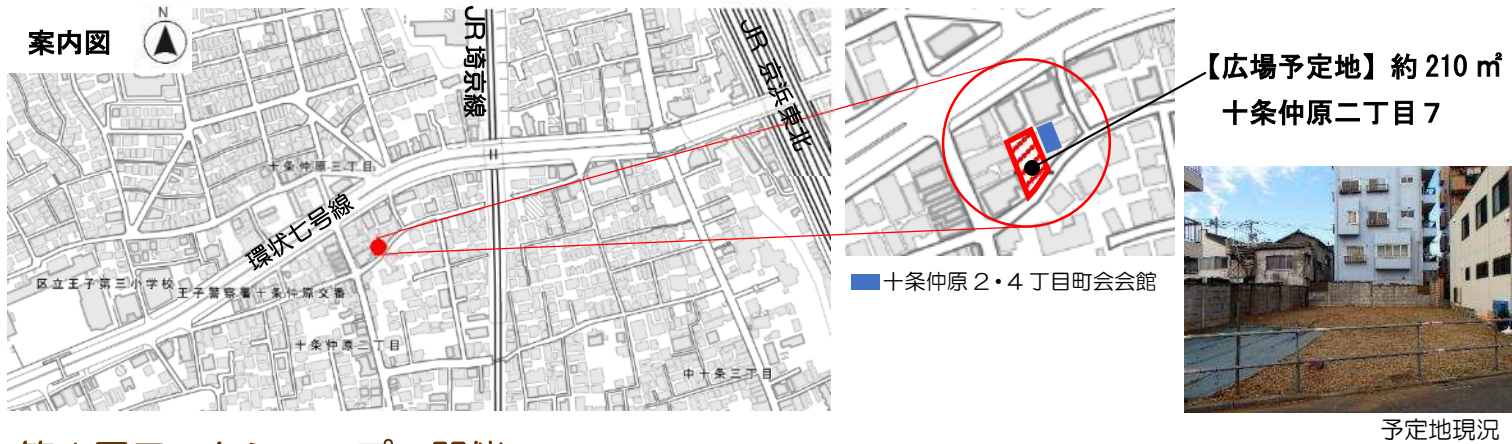 案内図
N
JR 埼京線
JR 京浜東北
十条仲原三丁目
環状七号線
区立王子第三小学校
王子警察署十条仲原交番
十条仲原二丁目
中十条三丁目
【広場予定地】約 210 ㎡
十条仲原二丁目 7
十条仲原 2・4 丁目町会会館
予定地現況